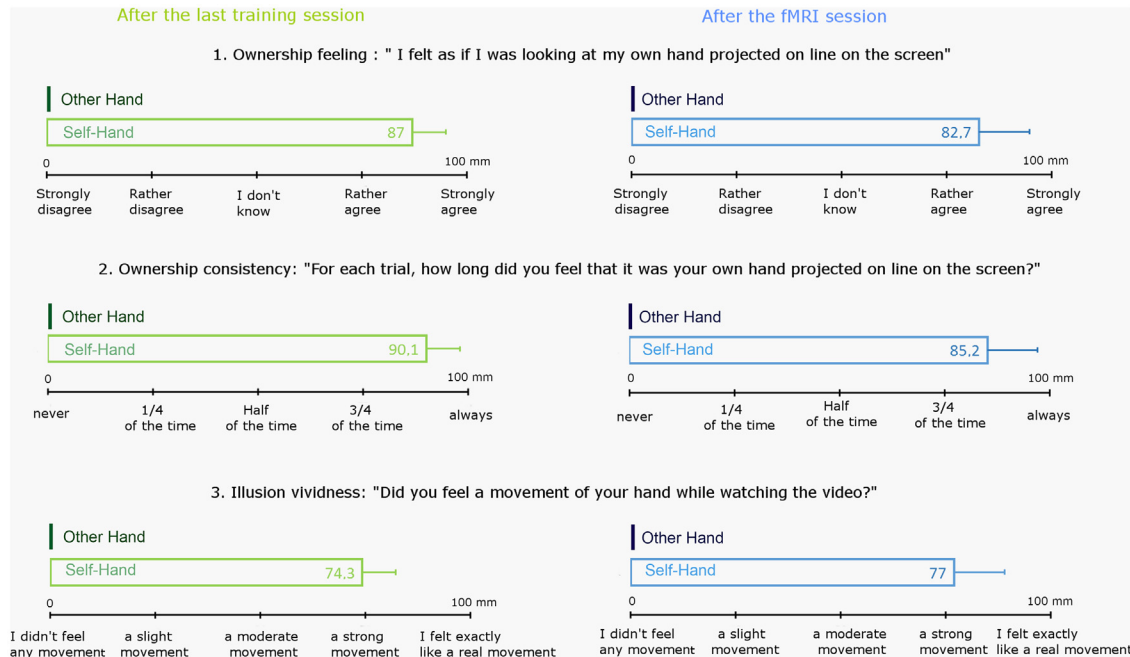 After the last training session
After the fMRI session
1. Ownership feeling : " I felt as if I was looking at my own hand projected on line on the screen"
Other Hand
Self-Hand 87
0 100 mm
Strongly disagree
Rather disagree
I don't know
Rather agree
Strongly agree
Other Hand
Self-Hand 82,7
0 100 mm
Strongly disagree
Rather disagree
I don't know
Rather agree
Strongly agree
2. Ownership consistency: "For each trial, how long did you feel that it was your own hand projected on line on the screen?"
Other Hand
Self-Hand 90,1
0 100 mm
never
1/4 of the time
Half of the time
3/4 of the time
always
Other Hand
Self-Hand 85,2
0 100 mm
never
1/4 of the time
Half of the time
3/4 of the time
always
3. Illusion vividness: "Did you feel a movement of your hand while watching the video?"
Other Hand
Self-Hand 74,3
0 100 mm
I didn't feel any movement
a slight movement
a moderate movement
a strong movement
I felt exactly like a real movement
Other Hand
Self-Hand 77
0 100 mm
I didn't feel any movement
a slight movement
a moderate movement
a strong movement
I felt exactly like a real movement